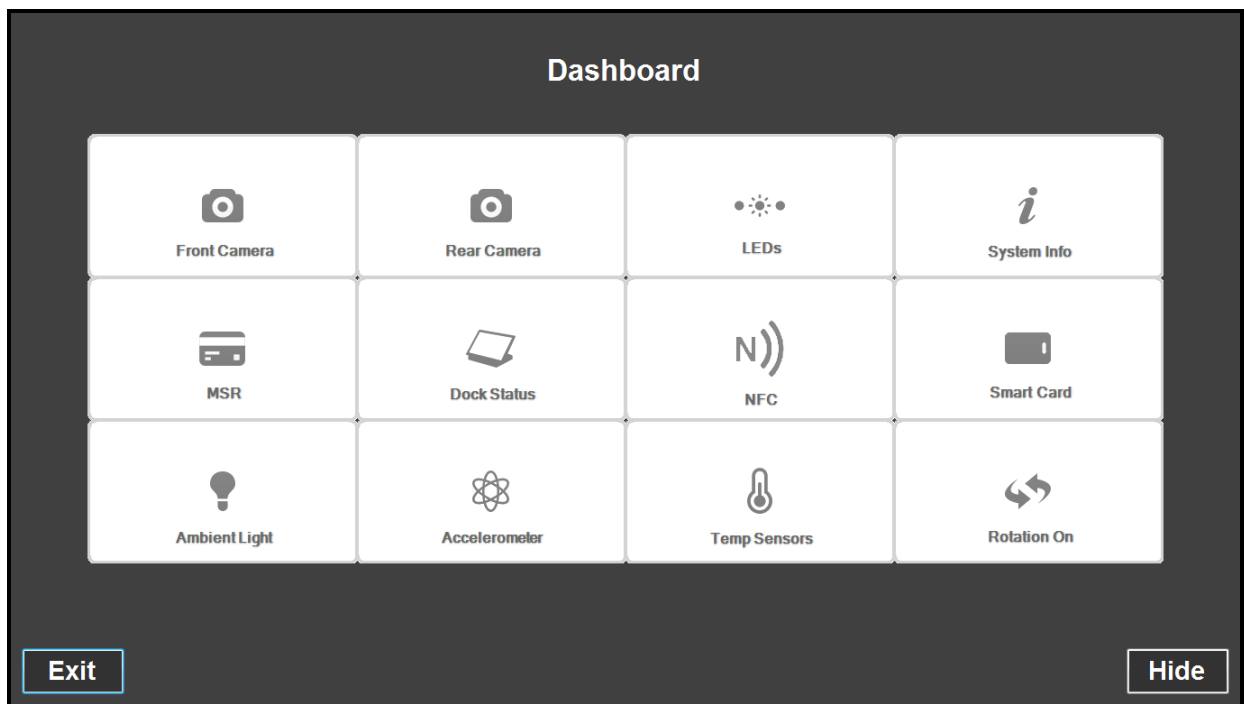 Dashboard
Front Camera
Rear Camera
LEDs
System Info
MSR
Dock Status
N
NFC
Smart Card
Ambient Light
Accelerometer
Temp Sensors
Rotation On
Exit
Hide